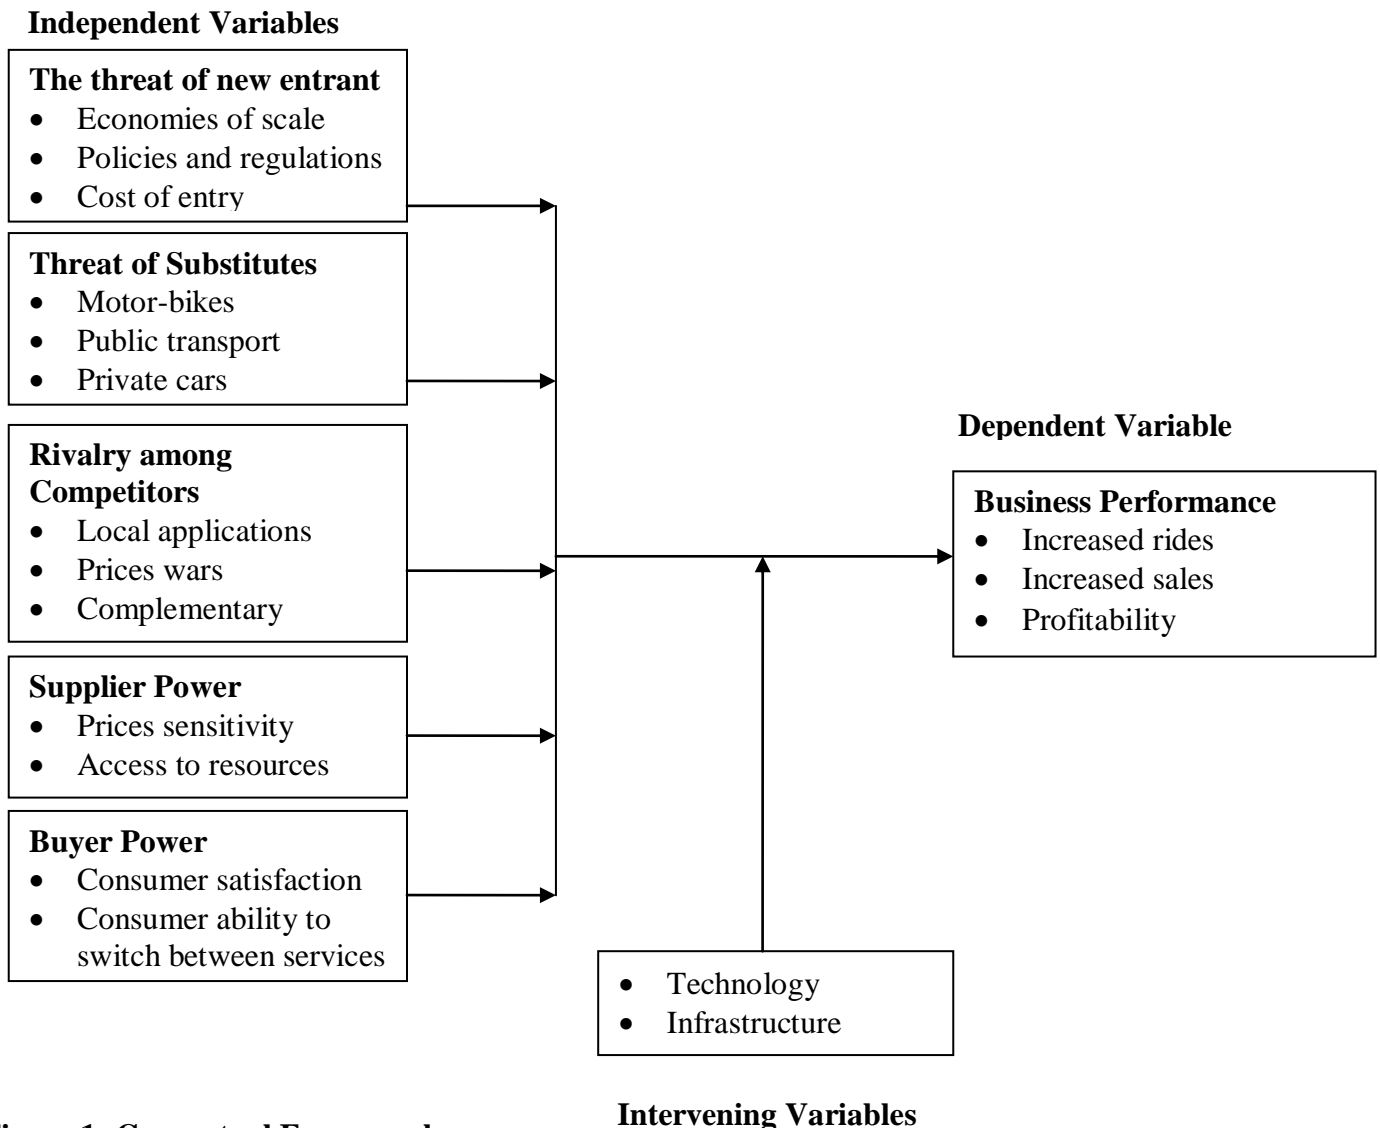 Independent Variables
The threat of new entrant
• Economies of scale
• Policies and regulations
• Cost of entry
Threat of Substitutes
• Motor-bikes
• Public transport
• Private cars
Rivalry among
Competitors
• Local applications
• Prices wars
• Complementary
Supplier Power
• Prices sensitivity
• Access to resources
Buyer Power
• Consumer satisfaction
• Consumer ability to
switch between services
Dependent Variable
Business Performance
• Increased rides
• Increased sales
• Profitability
• Technology
• Infrastructure
Intervening Variables